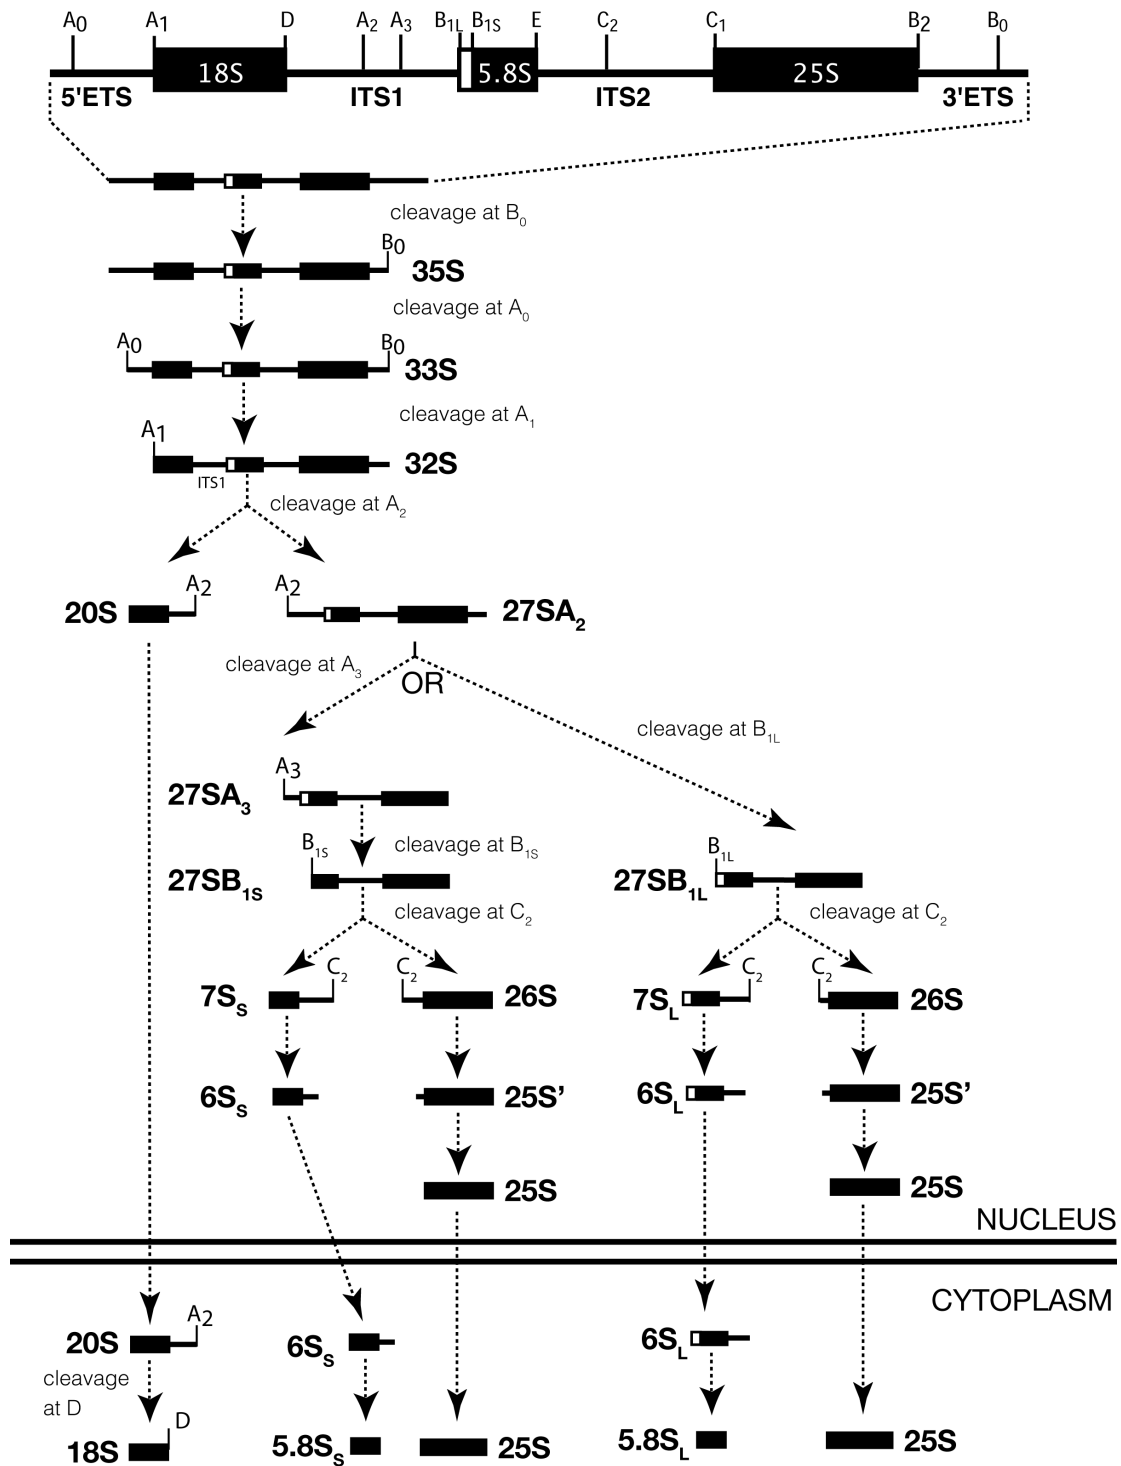 A0 A1 D A2 A3 B1L B1S E C2 C1 B2 B0
18S 5.8S 25S
5'ETS ITS1 ITS2 3'ETS
cleavage at B0
B0
35S
cleavage at A0
A0 B0
33S
cleavage at A1
A1
32S
ITS1
cleavage at A2
A2 A2
20S 27SA2
cleavage at A3
OR
cleavage at B1L
A3
27SA3
B1S cleavage at B1S B1L
27SB1S 27SB1L
cleavage at C2 cleavage at C2
C2 C2 C2 C2
7SS 26S 7SL 26S
6SS 25S’ 6SL 25S’
25S 25S
NUCLEUS
CYTOPLASM
A2
20S 6SS 6SL
cleavage
at D
D
18S 5.8SS 25S 5.8SL 25S